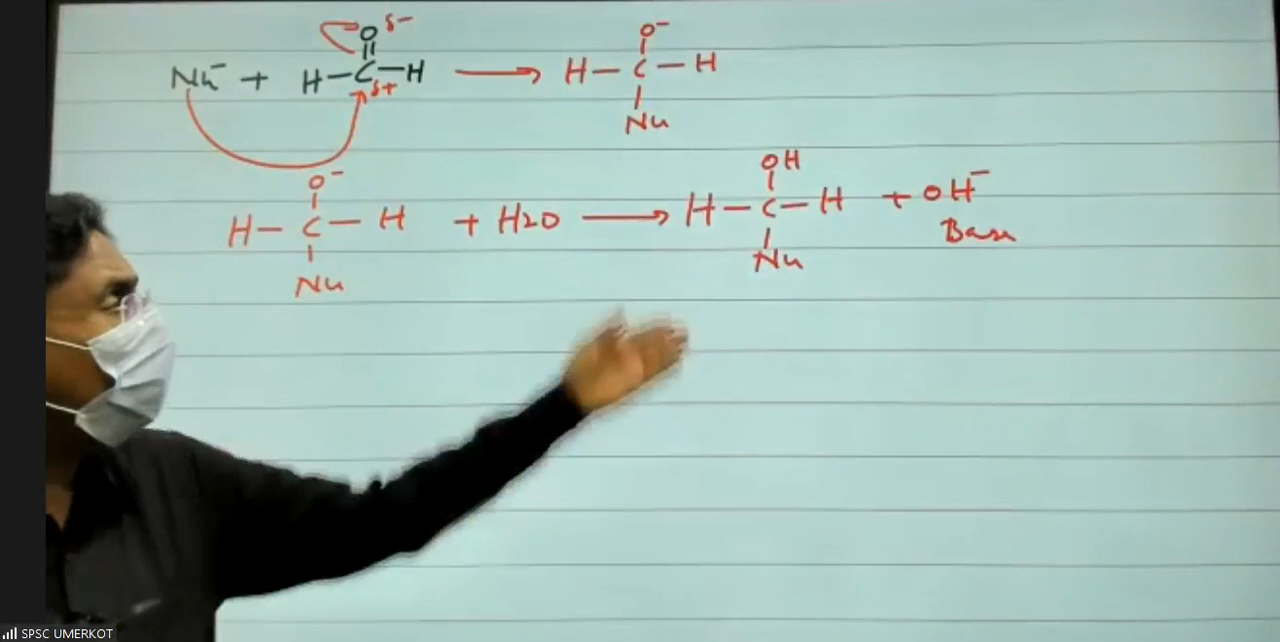 O δ−
Nu⁻ + H−C−H ⟶ H−C−H
δ+
O⁻
Nu
O⁻
H−C−H + H2O ⟶ H−C−H + OH⁻
Nu
OH
Nu
Base
SPSC UMERKOT